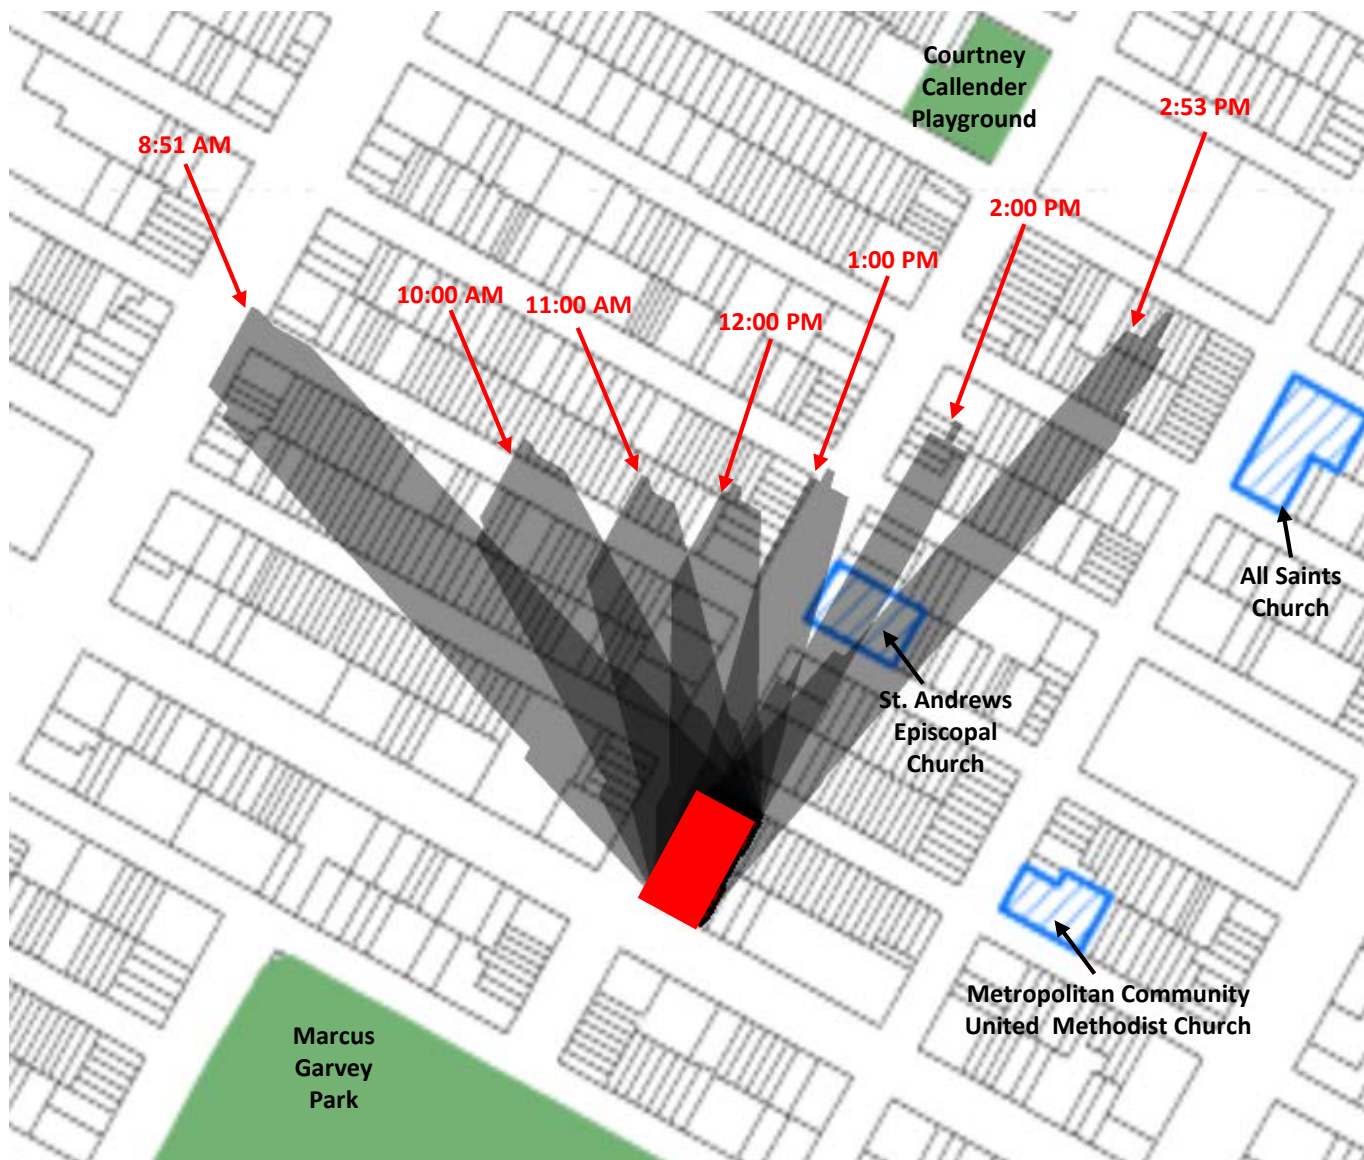 Courtney
Callender
Playground
2:53 PM
8:51 AM
2:00 PM
1:00 PM
10:00 AM
11:00 AM
12:00 PM
All Saints
Church
St. Andrews
Episcopal
Church
Metropolitan Community
United Methodist Church
Marcus
Garvey
Park